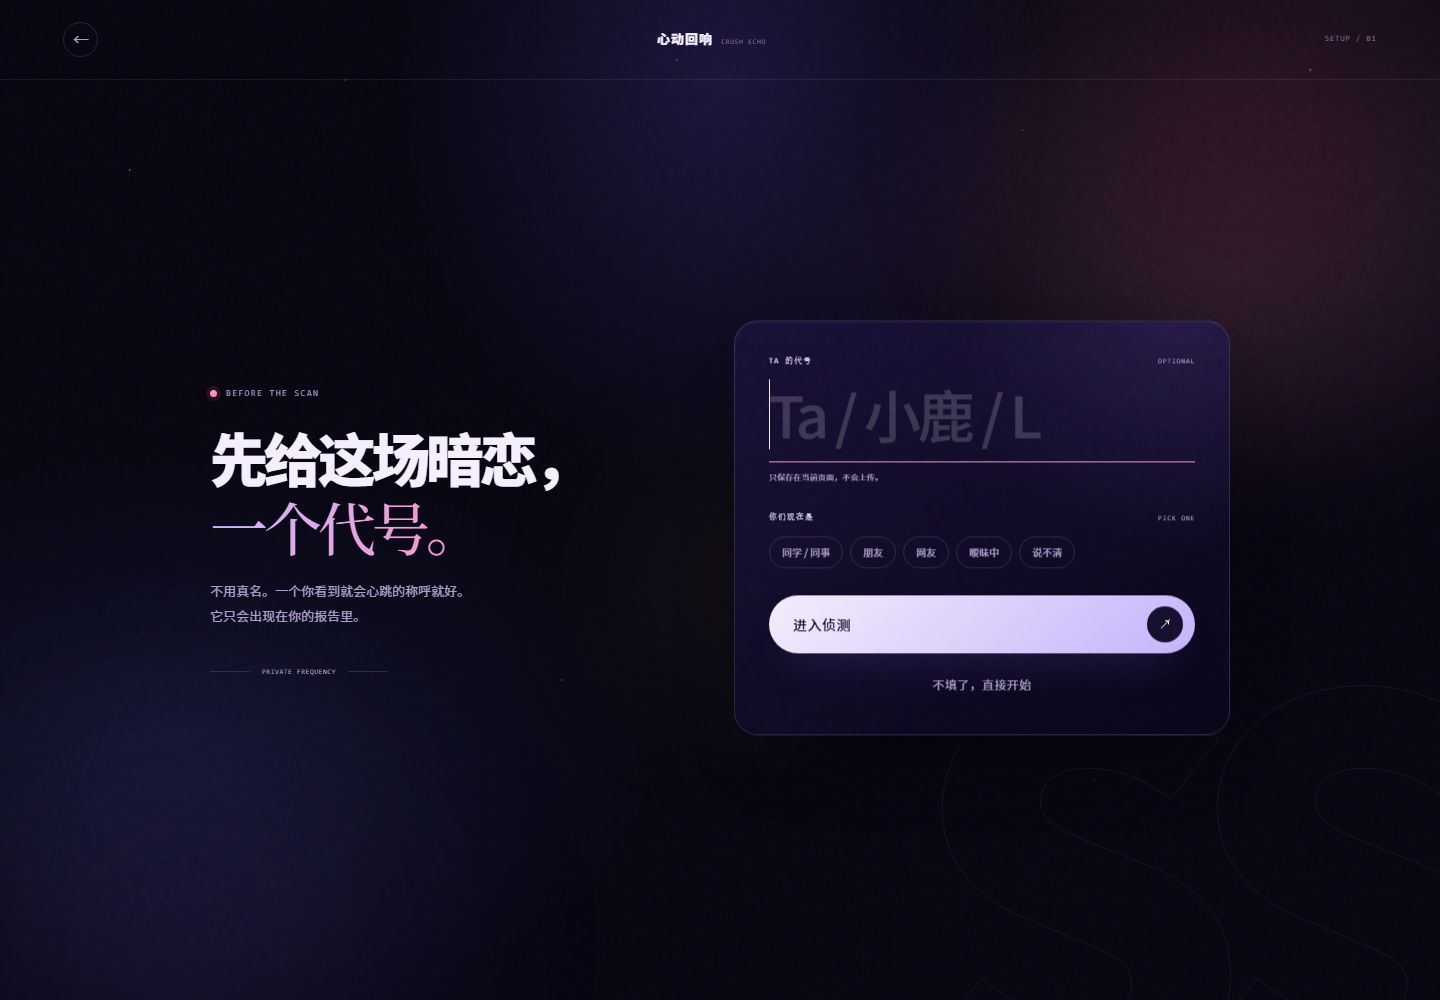 心动回响 CRUSH ECHO
SETUP / 01
BEFORE THE SCAN
先给这场暗恋，
一个代号。
不用真名。一个你看到就会心跳的称呼就好。
它只会出现在你的报告里。
PRIVATE FREQUENCY
TA 的代号
OPTIONAL
Ta / 小鹿 / L
只保存在当前页面，不会上传。
你们现在是
PICK ONE
同学 / 同事
朋友
网友
暧昧中
说不清
进入侦测
不填了，直接开始
SS